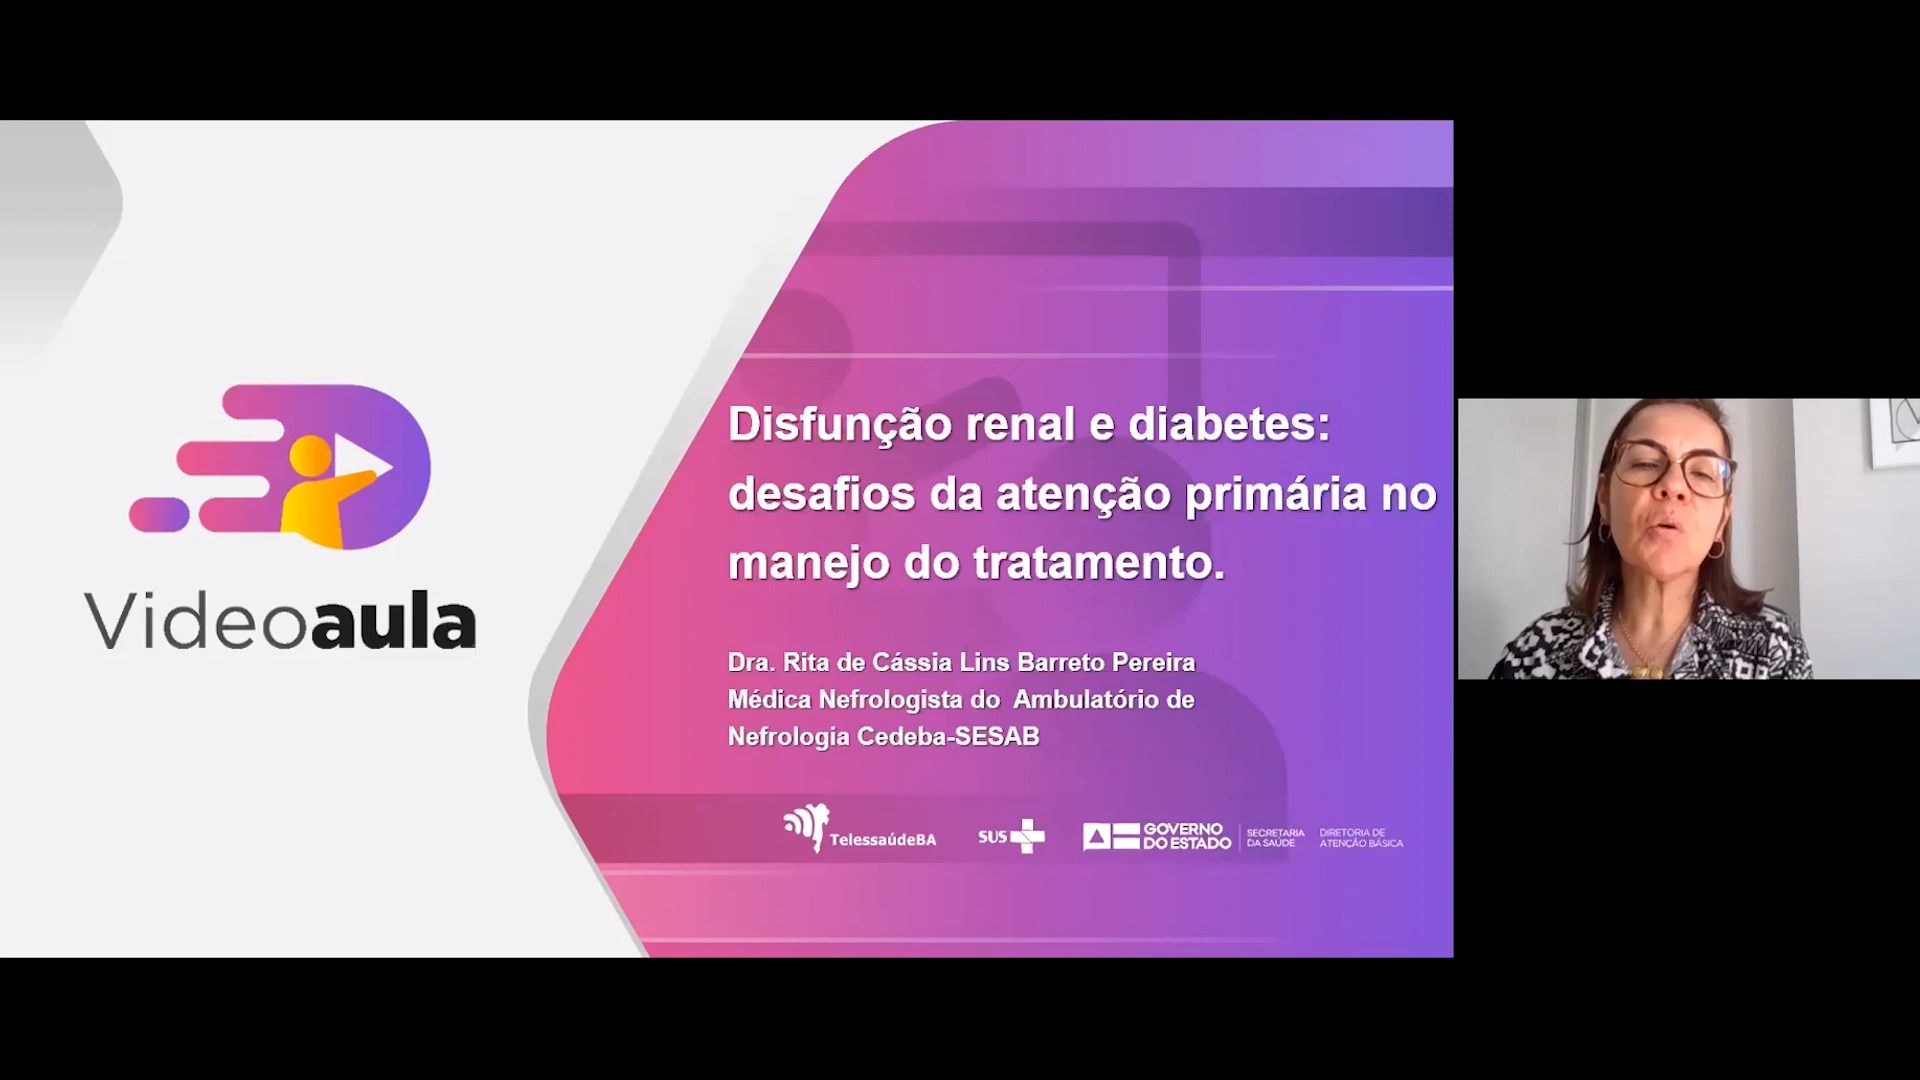 Videoaula
Disfunção renal e diabetes:
desafios da atenção primária no
manejo do tratamento.
Dra. Rita de Cássia Lins Barreto Pereira
Médica Nefrologista do Ambulatório de
Nefrologia Cedeba-SESAB
TelessaúdeBA
SUS
GOVERNO
DO ESTADO
SECRETARIA
DA SAÚDE
DIRETORIA DE
ATENÇÃO BÁSICA